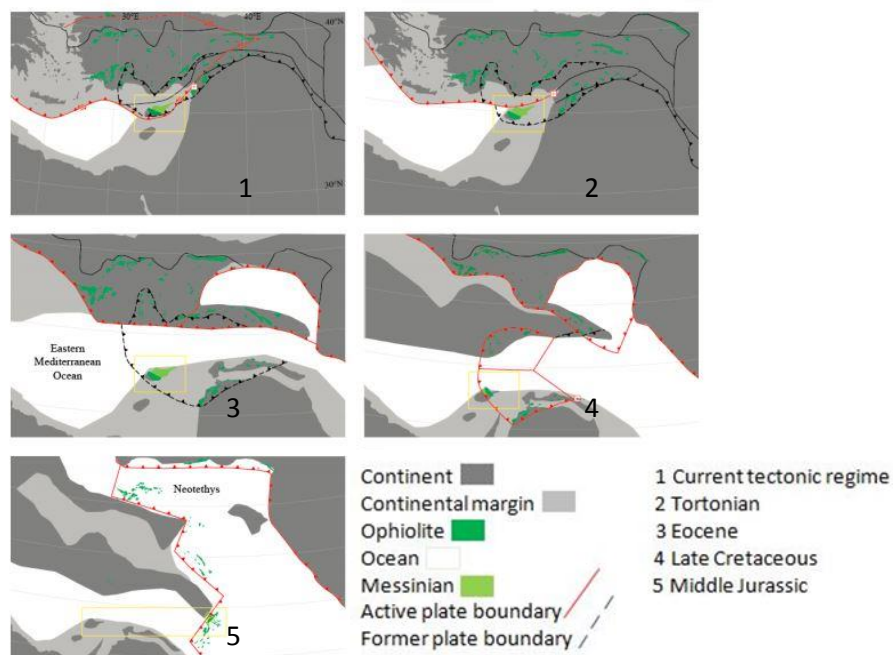 30°E 40°E 40°N
30°N
1
2
Eastern
Mediterranean
Ocean
3
4
Neotethys
5
Continent
Continental margin
Ophiolite
Ocean
Messinian
Active plate boundary
Former plate boundary
1 Current tectonic regime
2 Tortonian
3 Eocene
4 Late Cretaceous
5 Middle Jurassic